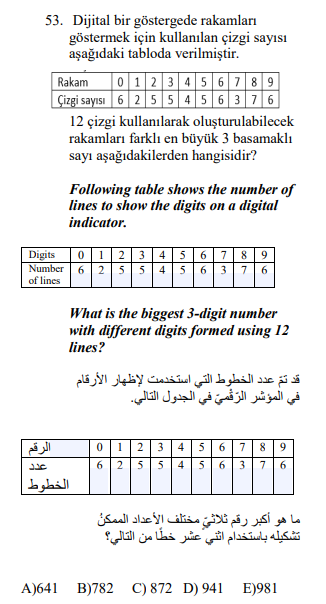 53. Dijital bir göstergede rakamları
göstermek için kullanılan çizgi sayısı
aşağıdaki tabloda verilmiştir.
Rakam 0 1 2 3 4 5 6 7 8 9
Çizgi sayısı 6 2 5 5 4 5 6 3 7 6
12 çizgi kullanılarak oluşturulabilecek
rakamları farklı en büyük 3 basamaklı
sayı aşağıdakilerden hangisidir?
Following table shows the number of
lines to show the digits on a digital
indicator.
Digits 0 1 2 3 4 5 6 7 8 9
Number 6 2 5 5 4 5 6 3 7 6
of lines
What is the biggest 3-digit number
with different digits formed using 12
lines?
قد تمّ عدد الخطوط التي استخدمت لإظهار الأرقام
في المؤشر الرّقْميّ في الجدول التالي.
الرقم 0 1 2 3 4 5 6 7 8 9
عدد 6 2 5 5 4 5 6 3 7 6
الخطوط
ما هو أكبر رقم ثلاثيّ مختلف الأعداد الممكنُ
تشكيله باستخدام اثني عشر خطًا من التالي؟
A)641 B)782 C) 872 D) 941 E)981